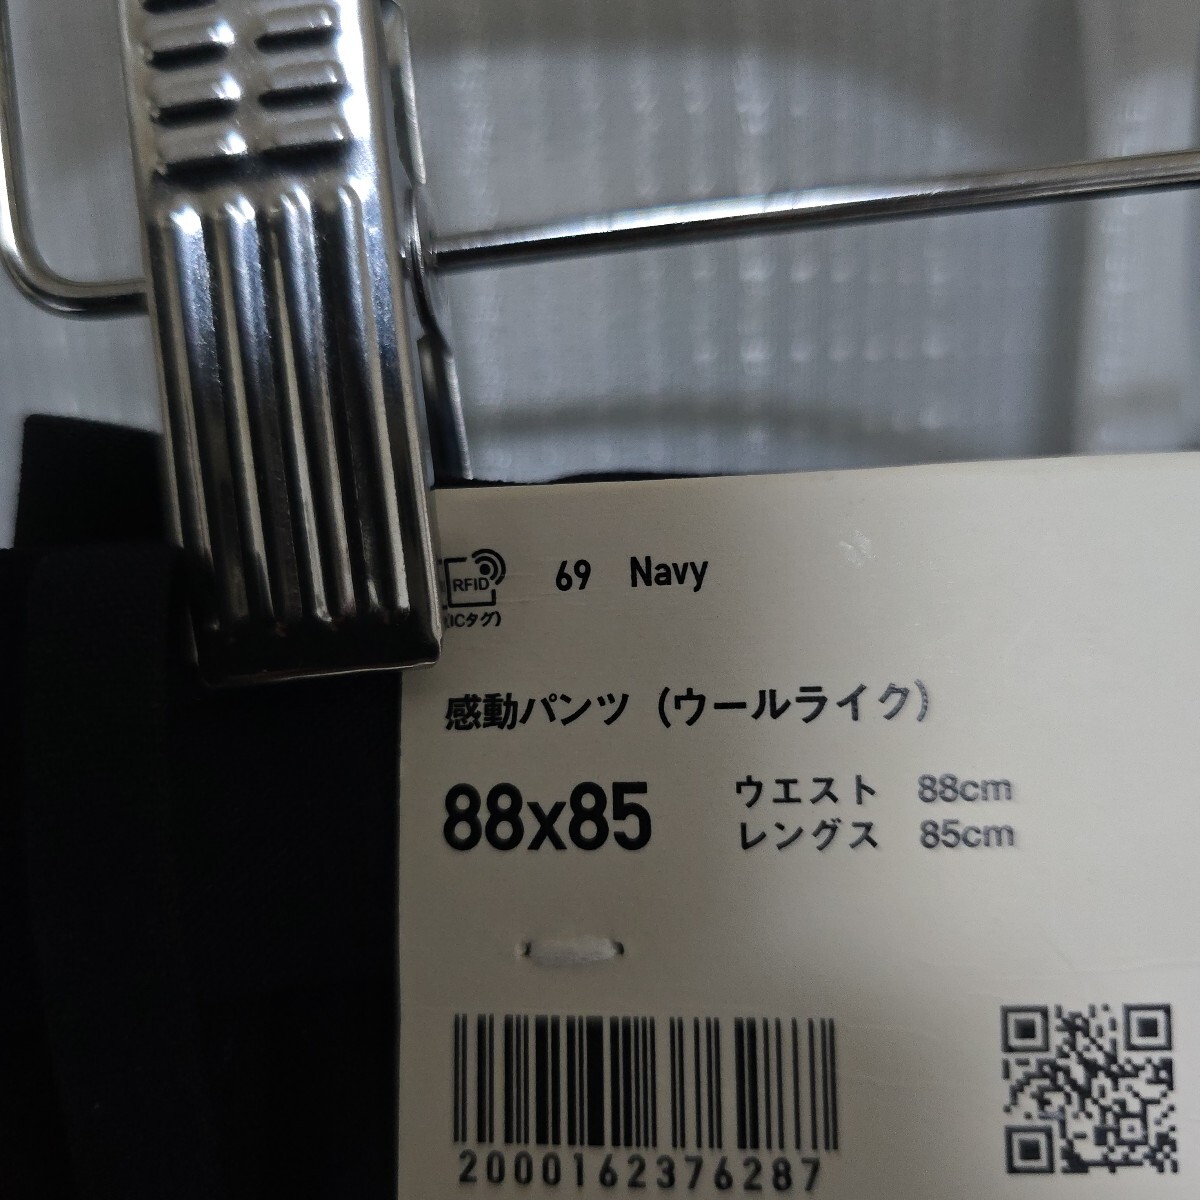 RFID
(ICタグ)
69 Navy
感動パンツ (ウールライク)
88x85
ウエスト 88cm
レングス 85cm
2000162376287